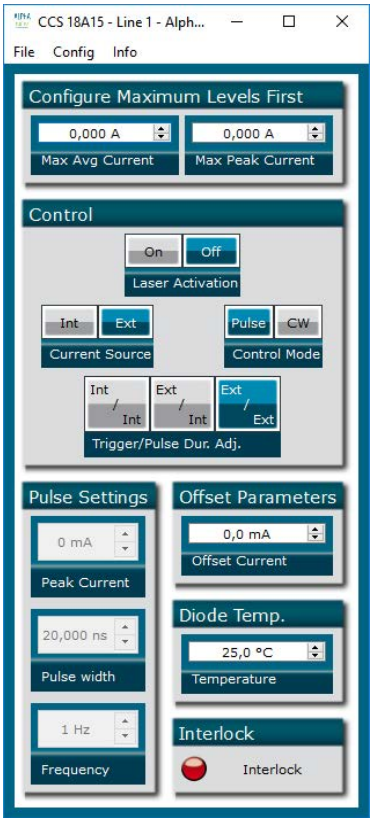 CCS 18A15 - Line 1 - Alph...
File Config Info
Configure Maximum Levels First
0,000 A 0,000 A
Max Avg Current Max Peak Current
Control
On Off
Laser Activation
Int Ext Pulse CW
Current Source Control Mode
Int Ext Ext
/ / /
Int Int Ext
Trigger/Pulse Dur. Adj.
Pulse Settings
0 mA
Peak Current
20,000 ns
Pulse width
1 Hz
Frequency
Offset Parameters
0,0 mA
Offset Current
Diode Temp.
25,0 °C
Temperature
Interlock
Interlock